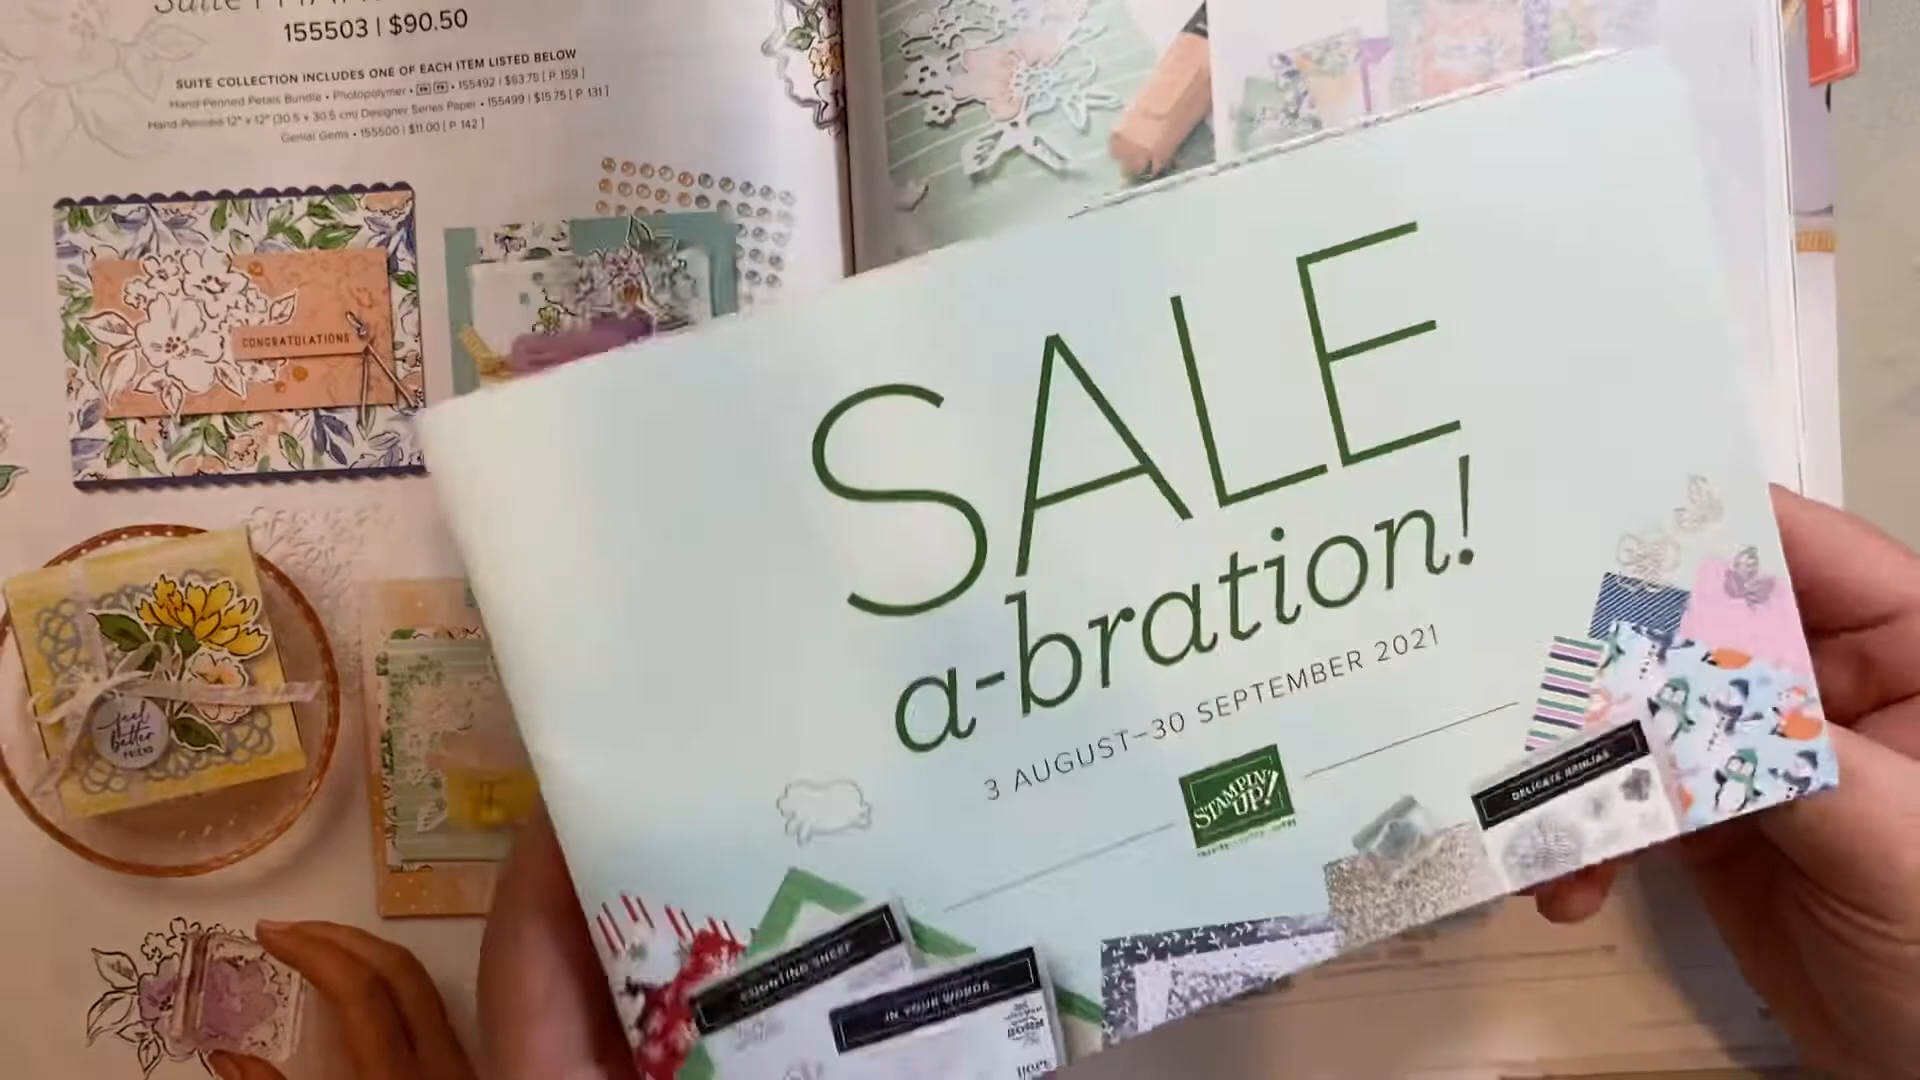 155503 | $90.50
SUITE COLLECTION INCLUDES ONE OF EACH ITEM LISTED BELOW
Hand-Penned Petals Bundle • Photopolymer • 155492 | $63.75 [ P. 159 ]
Hand-Penned 12" x 12" (30.5 x 30.5 cm) Designer Series Paper • 155499 | $15.75 [ P. 131 ]
Genial Gems • 155500 | $11.00 [ P. 142 ]
CONGRATULATIONS
feel
better
FRIEND
SALE
a-bration!
3 AUGUST–30 SEPTEMBER 2021
STAMPIN'
UP!
DELICATE DAHLIAS
COUNTING SHEEP
IN YOUR WORDS